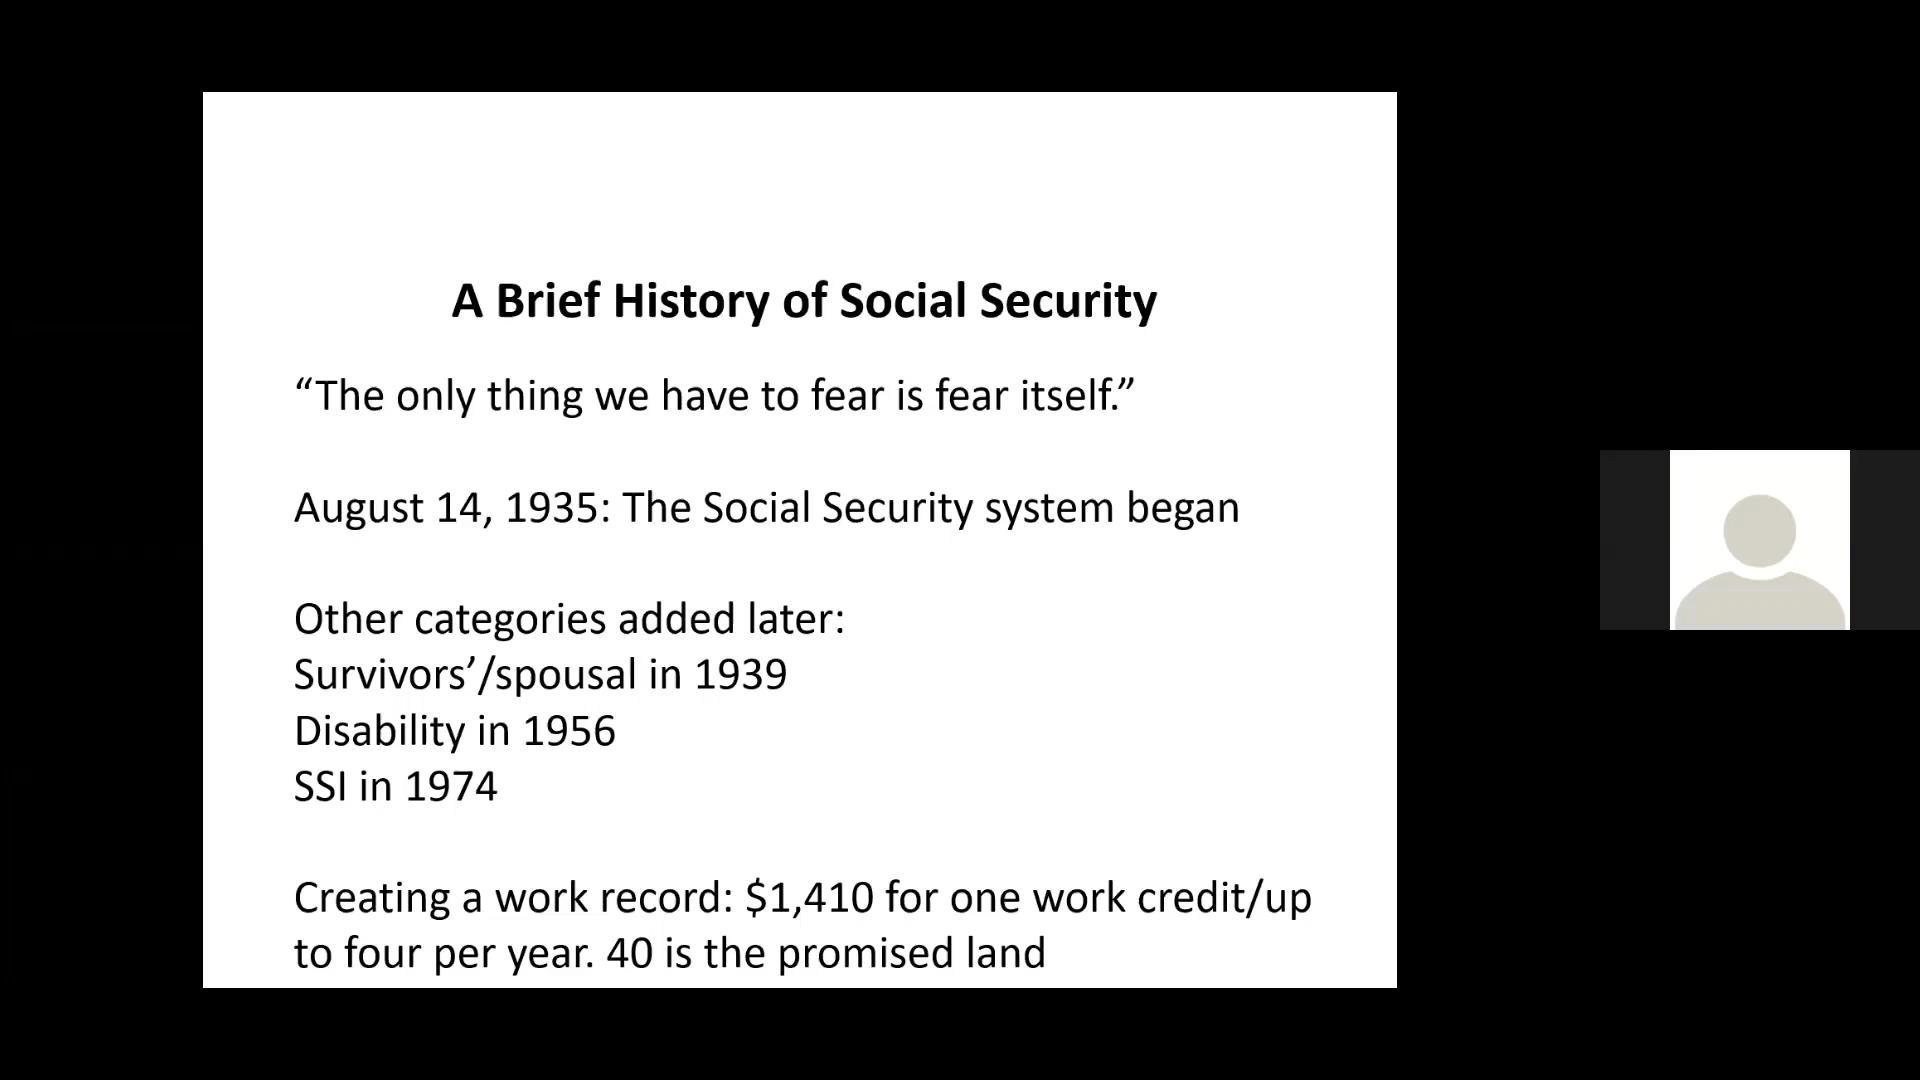 A Brief History of Social Security
“The only thing we have to fear is fear itself.”
August 14, 1935: The Social Security system began
Other categories added later:
Survivors’/spousal in 1939
Disability in 1956
SSI in 1974
Creating a work record: $1,410 for one work credit/up
to four per year. 40 is the promised land